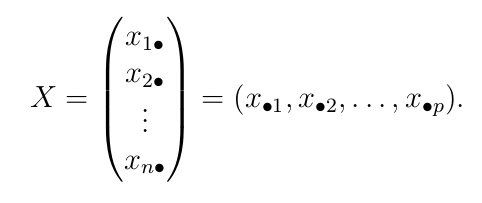 X = \begin{pmatrix} x_{1\bullet} \\ x_{2\bullet} \\ \vdots \\ x_{n\bullet} \end{pmatrix} = (x_{\bullet 1}, x_{\bullet 2}, \ldots, x_{\bullet p}).